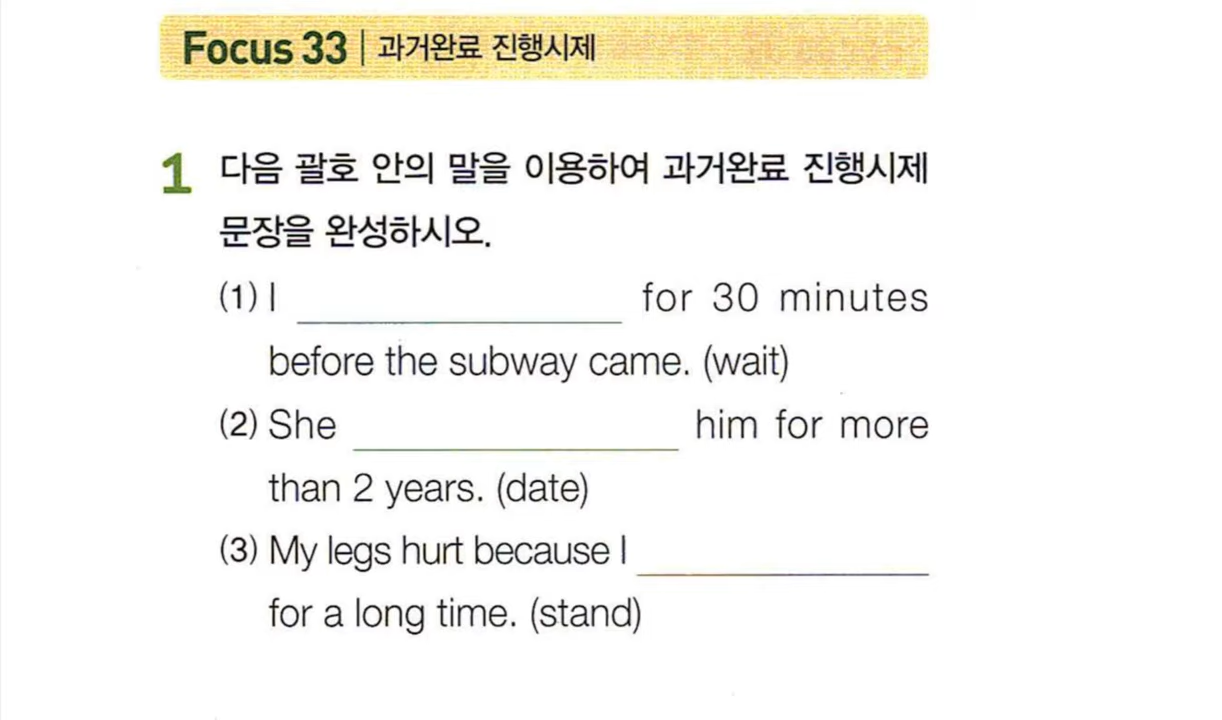 Focus 33 | 과거완료 진행시제
1 다음 괄호 안의 말을 이용하여 과거완료 진행시제
문장을 완성하시오.
(1) I ____________ for 30 minutes
before the subway came. (wait)
(2) She ____________ him for more
than 2 years. (date)
(3) My legs hurt because I ____________
for a long time. (stand)